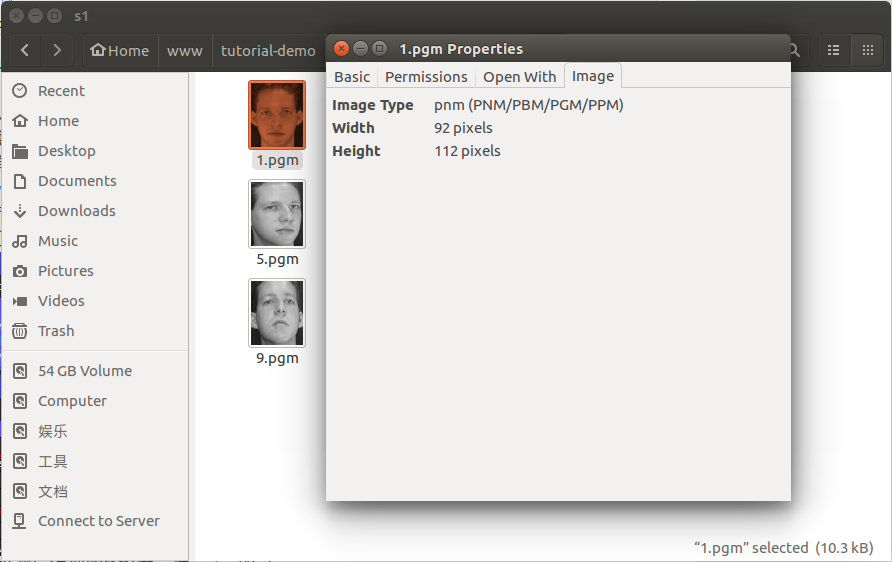 s1
Home www tutorial-demo
1.pgm Properties
Basic Permissions Open With Image
Image Type pnm (PNM/PBM/PGM/PPM)
Width 92 pixels
Height 112 pixels
Recent
Home
Desktop
Documents
Downloads
Music
Pictures
Videos
Trash
54 GB Volume
Computer
娱乐
工具
文档
Connect to Server
1.pgm
5.pgm
9.pgm
“1.pgm” selected (10.3 kB)